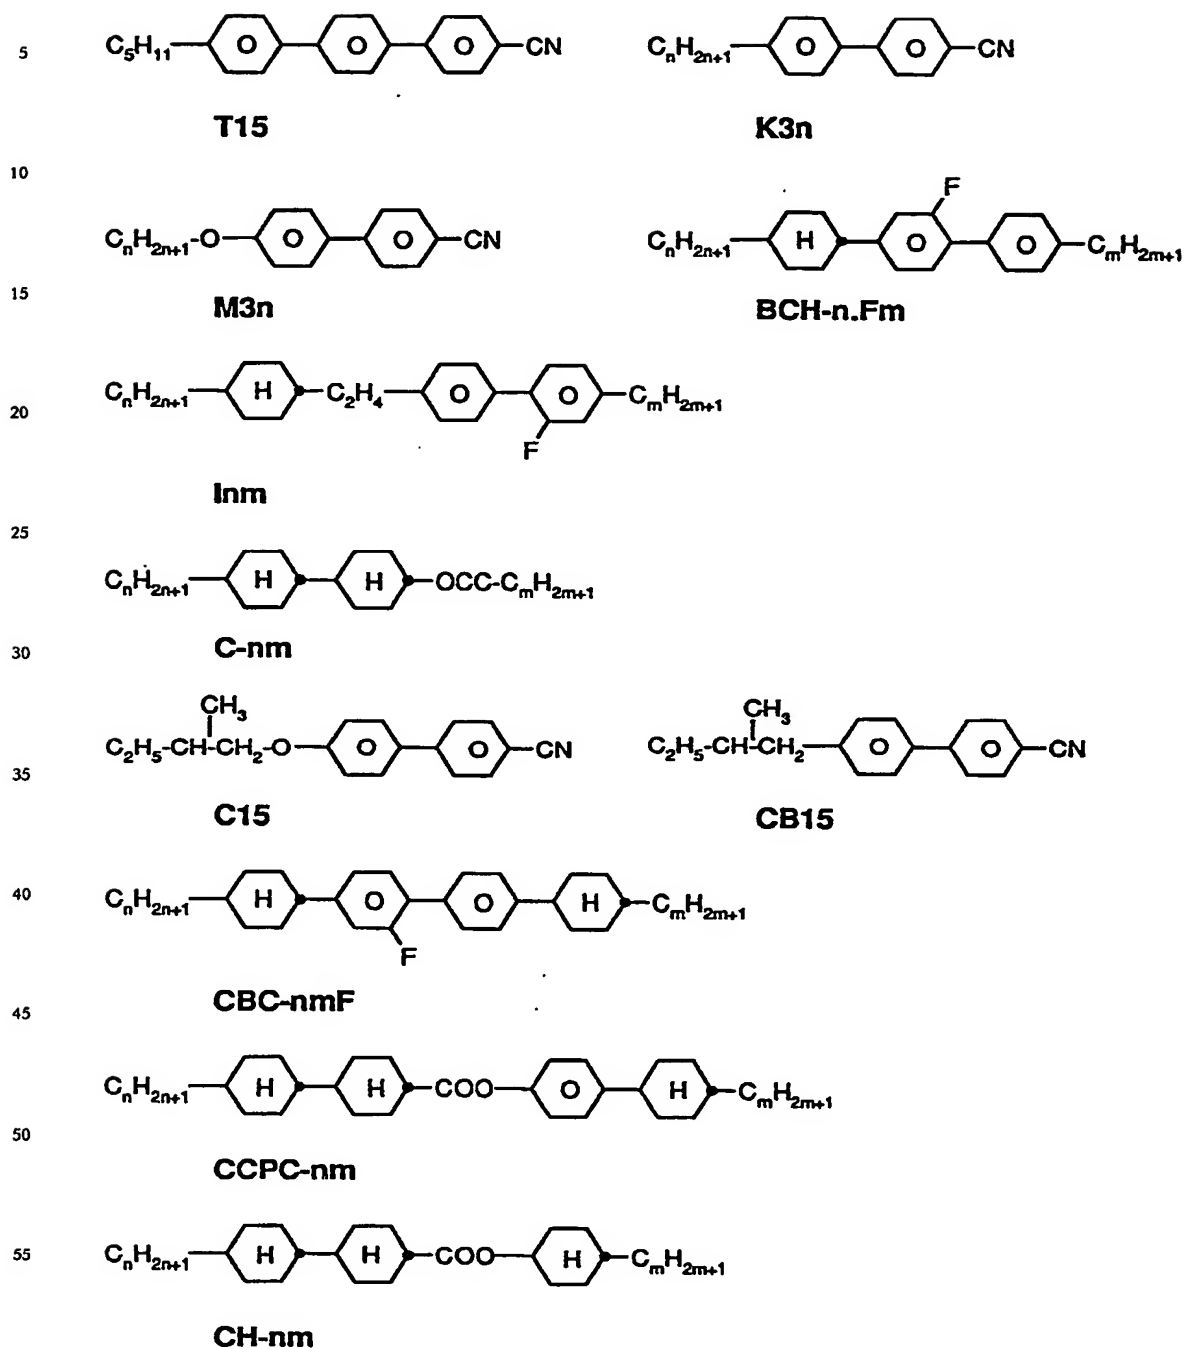 5
C5H11 O O O CN
CnH2n+1 O O CN
T15
K3n
10
F
CnH2n+1-O O O CN
CnH2n+1 H O O CmH2m+1
15
M3n
BCH-n.Fm
CnH2n+1 H C2H4 O O CmH2m+1
20
F
Inm
25
CnH2n+1 H H OCC-CmH2m+1
C-nm
30
CH3
CH3
C2H5-CH-CH2-O O O CN
C2H5-CH-CH2 O O CN
35
C15
CB15
40
CnH2n+1 H O O H CmH2m+1
F
CBC-nmF
45
CnH2n+1 H H COO O H CmH2m+1
50
CCPC-nm
55
CnH2n+1 H H COO H CmH2m+1
CH-nm